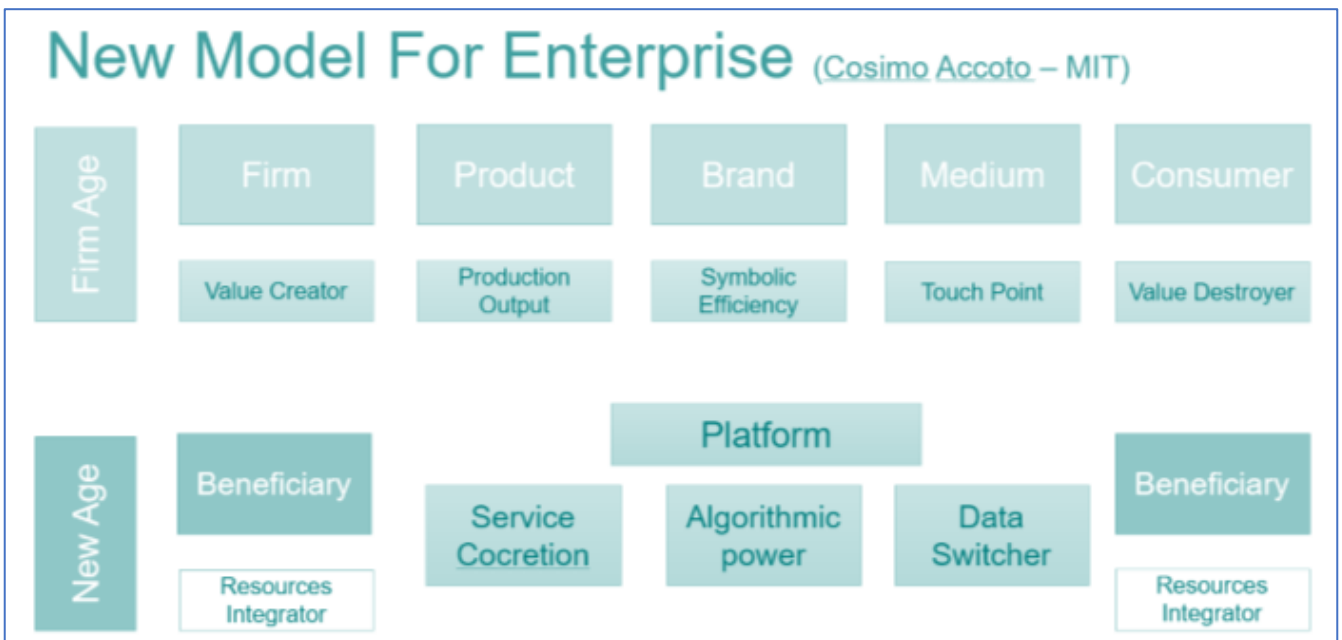 New Model For Enterprise (Cosimo Accoto – MIT)
Firm Age
Firm
Product
Brand
Medium
Consumer
Value Creator
Production
Output
Symbolic
Efficiency
Touch Point
Value Destroyer
New Age
Beneficiary
Platform
Beneficiary
Service
Cocretion
Algorithmic
power
Data
Switcher
Resources
Integrator
Resources
Integrator